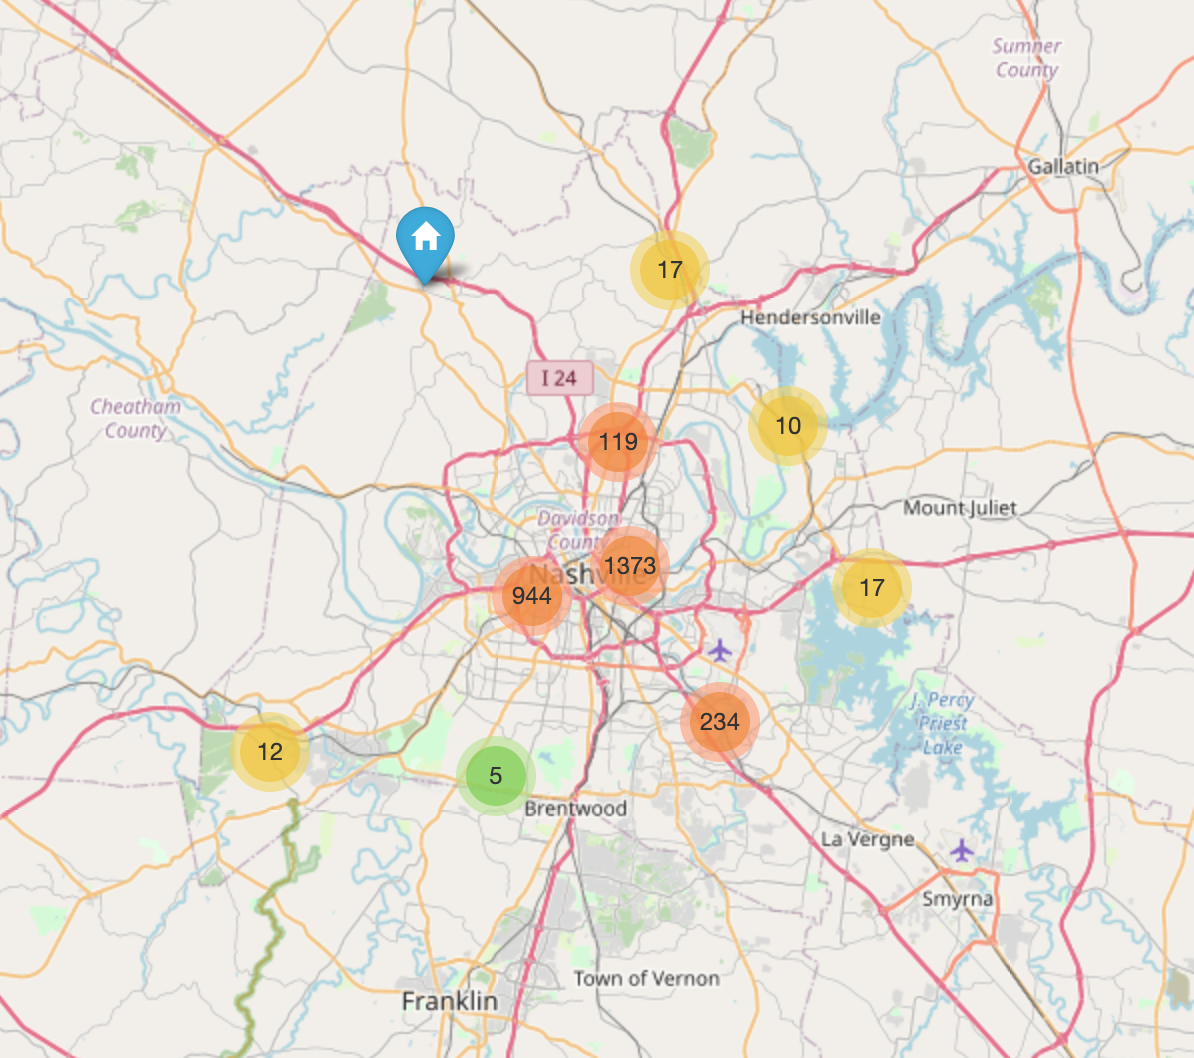 Sumner
County
Gallatin
17
Hendersonville
I 24
Cheatham
County
10
119
Mount Juliet
Davidson
County
1373
Nashville
944
17
J. Percy
Priest
Lake
234
12
5
Brentwood
La Vergne
Smyrna
Town of Vernon
Franklin